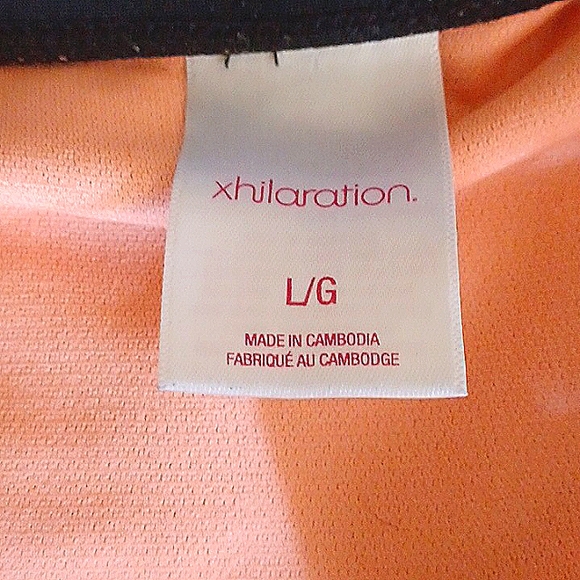 xhilaration.
L/G
MADE IN CAMBODIA
FABRIQUÉ AU CAMBODGE